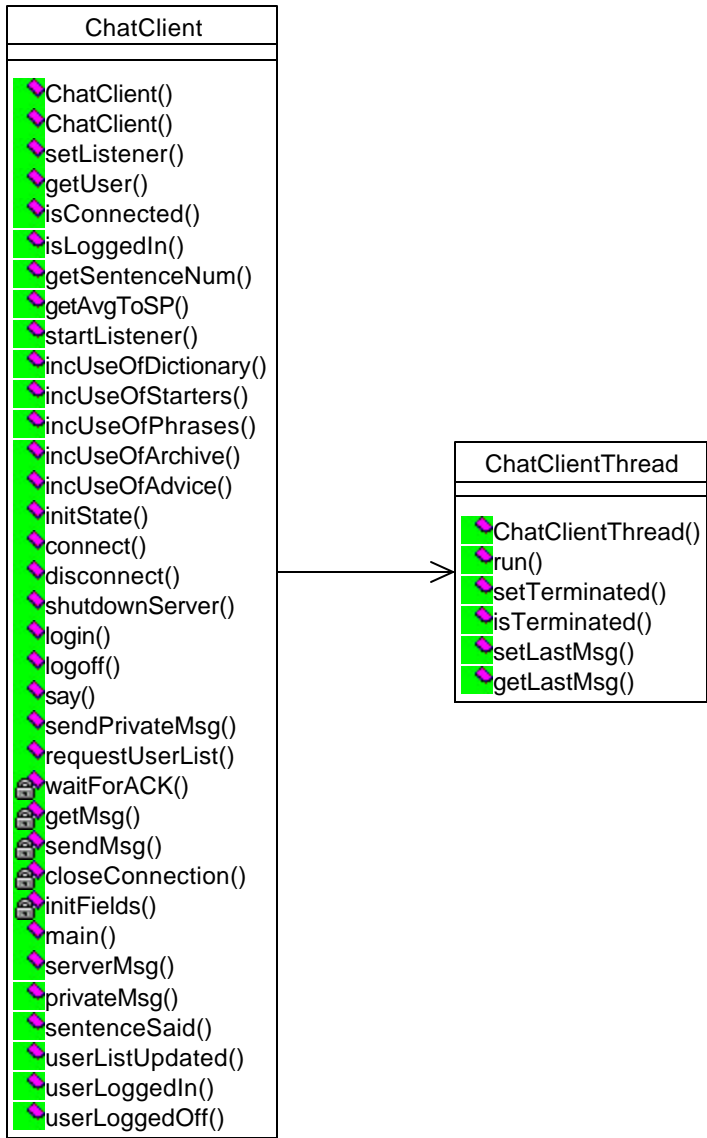 ChatClient
ChatClient()
ChatClient()
setListener()
getUser()
isConnected()
isLoggedIn()
getSentenceNum()
getAvgToSP()
startListener()
incUseOfDictionary()
incUseOfStarters()
incUseOfPhrases()
incUseOfArchive()
incUseOfAdvice()
initState()
connect()
disconnect()
shutdownServer()
login()
logoff()
say()
sendPrivateMsg()
requestUserList()
waitForACK()
getMsg()
sendMsg()
closeConnection()
initFields()
main()
serverMsg()
privateMsg()
sentenceSaid()
userListUpdated()
userLoggedIn()
userLoggedOff()
ChatClientThread
ChatClientThread()
run()
setTerminated()
isTerminated()
setLastMsg()
getLastMsg()